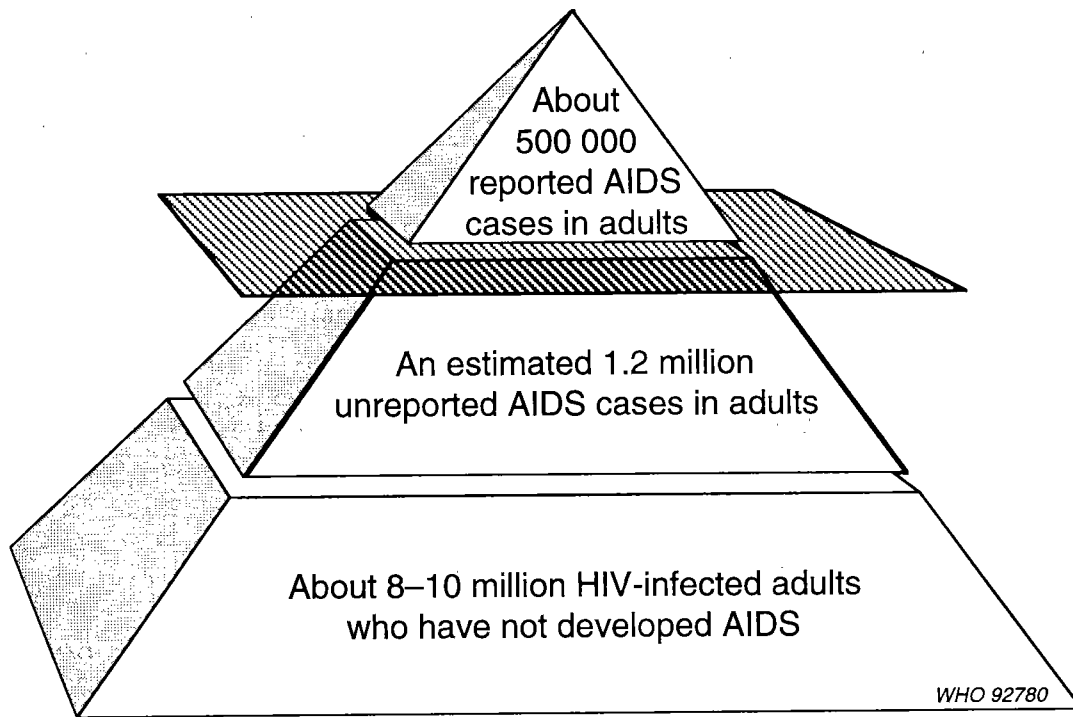 About
500 000
reported AIDS
cases in adults
An estimated 1.2 million
unreported AIDS cases in adults
About 8–10 million HIV-infected adults
who have not developed AIDS
WHO 92780